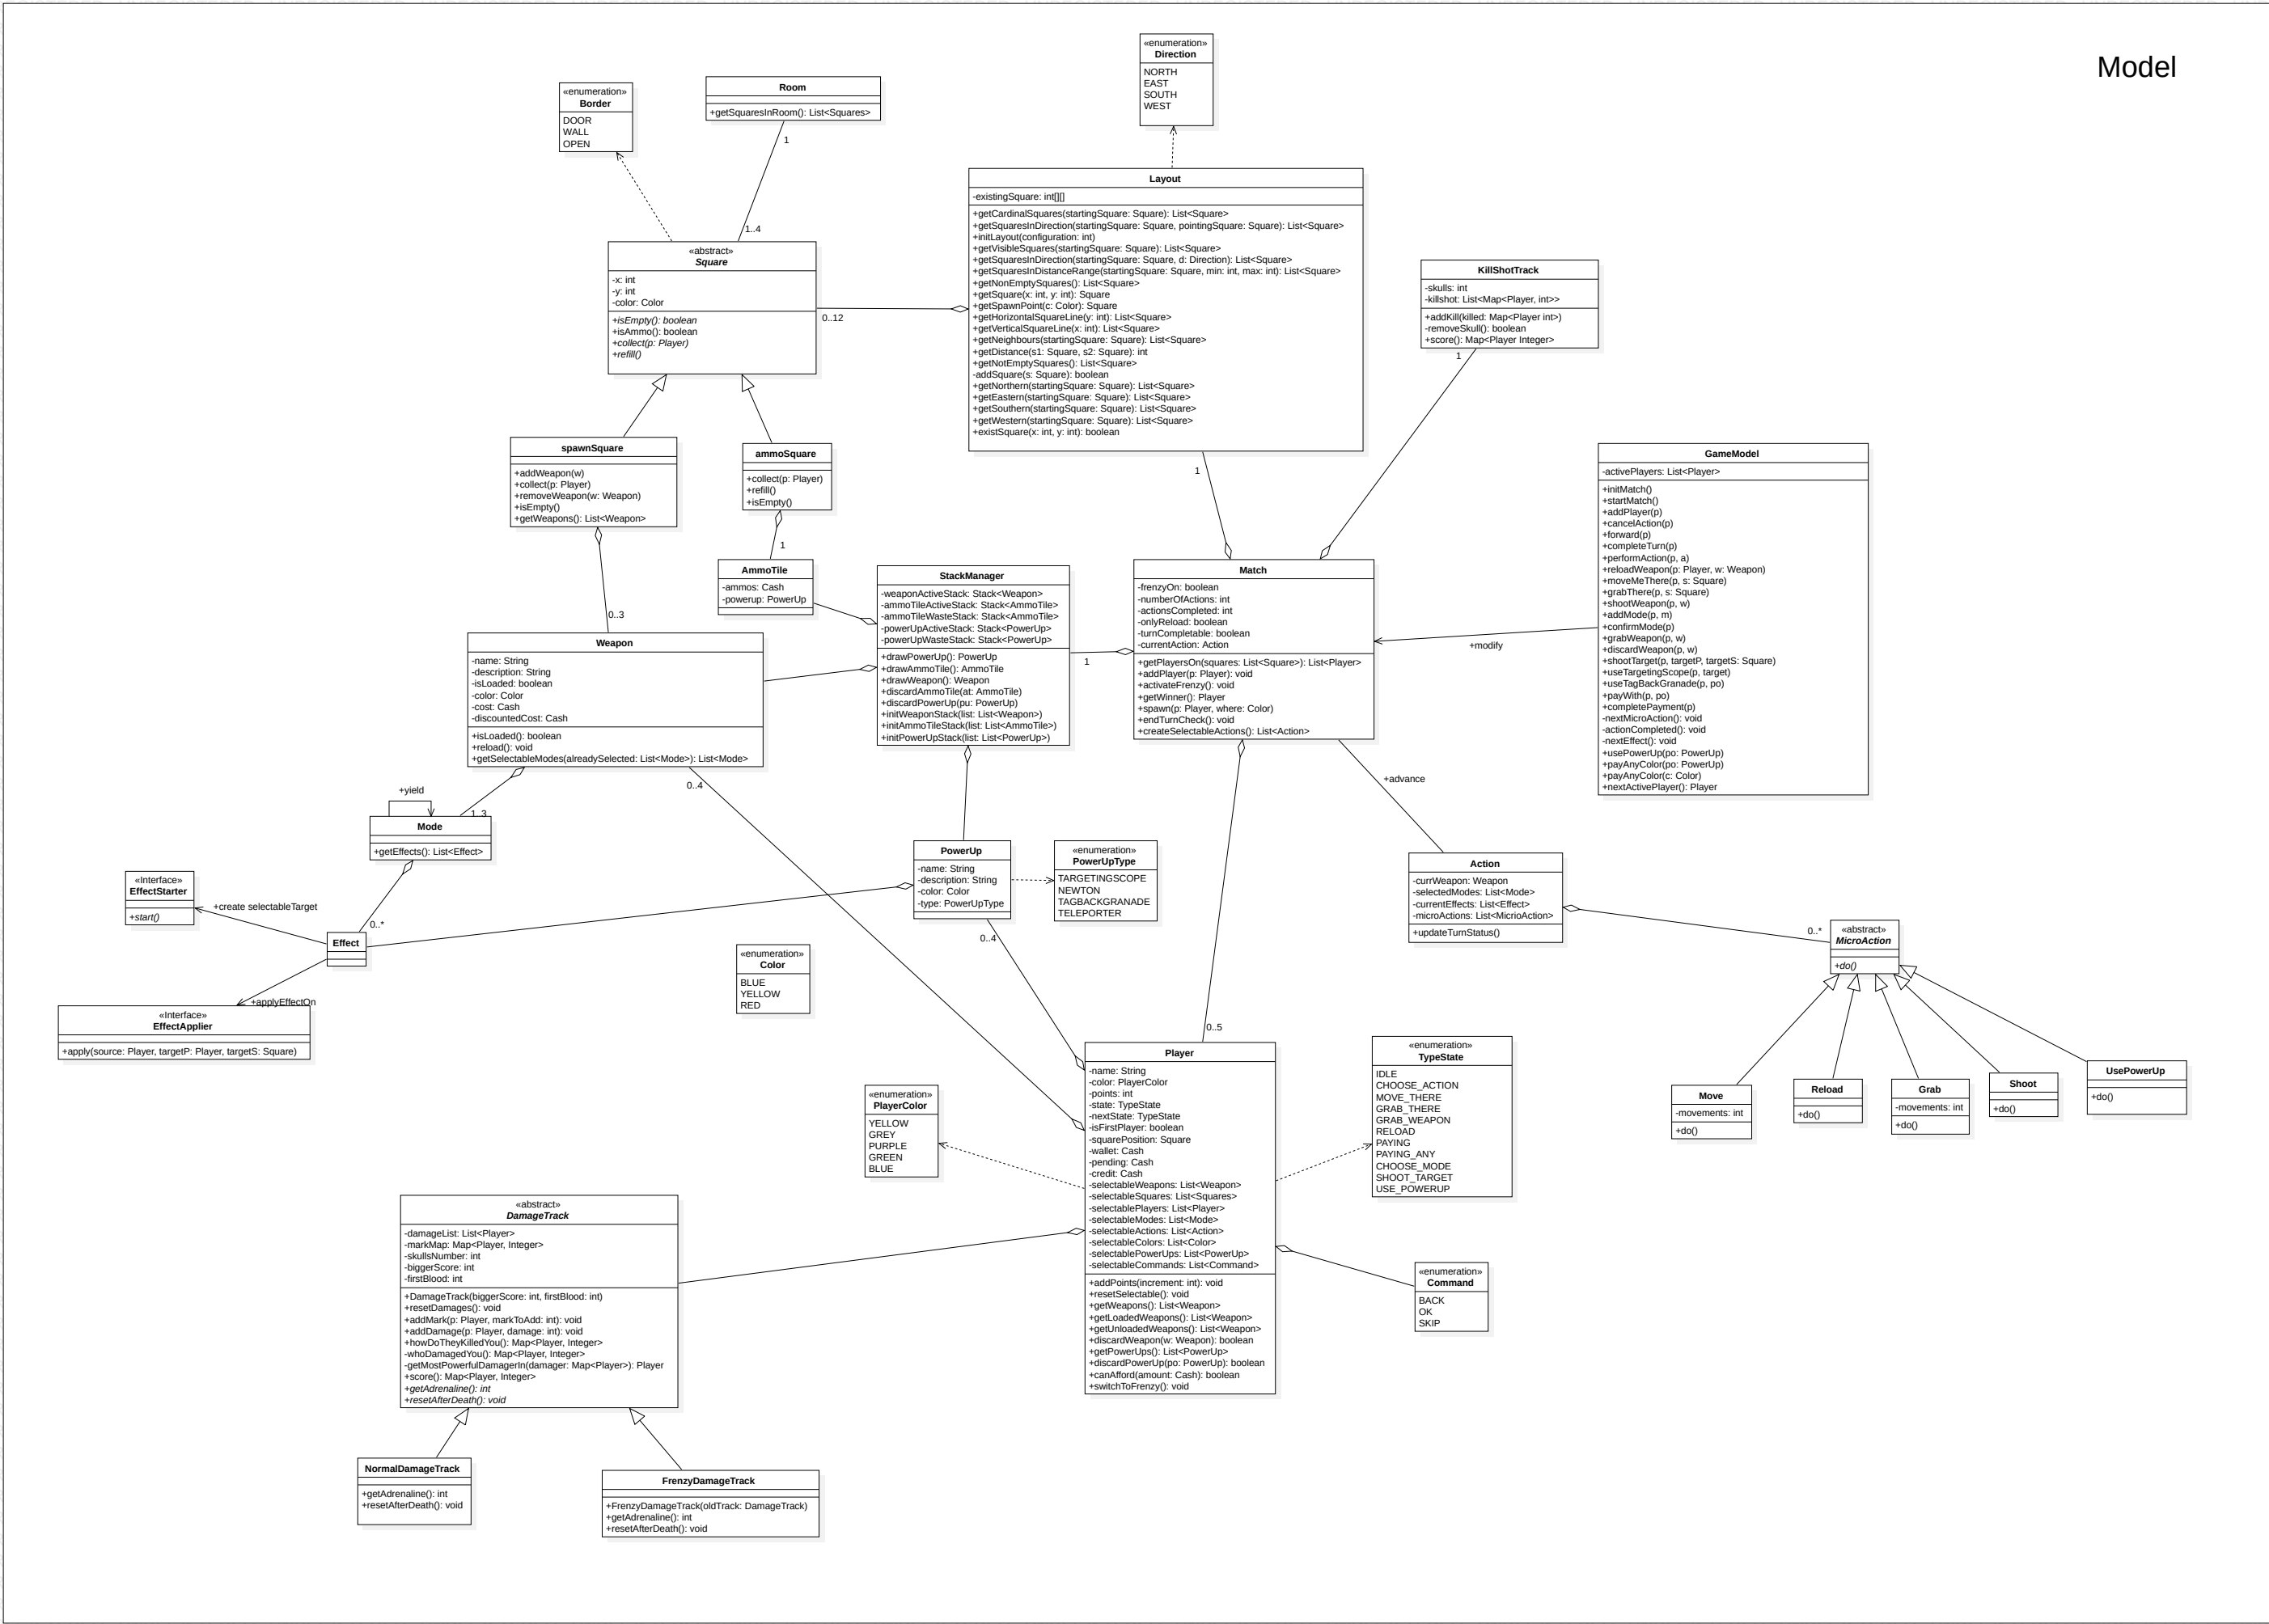 Model
«enumeration»
Direction
NORTH
EAST
SOUTH
WEST
«enumeration»
Border
DOOR
WALL
OPEN
Room
+getSquaresInRoom(): List<Squares>
1
1..4
Layout
-existingSquare: int[][]
+getCardinalSquares(startingSquare: Square): List<Square>
+getSquaresInDirection(startingSquare: Square, pointingSquare: Square): List<Square>
+initLayout(configuration: int)
+getVisibleSquares(startingSquare: Square): List<Square>
+getSquaresInDirection(startingSquare: Square, d: Direction): List<Square>
+getSquaresInDistanceRange(startingSquare: Square, min: int, max: int): List<Square>
+getNonEmptySquares(): List<Square>
+getSquare(x: int, y: int): Square
+getSpawnPoint(c: Color): Square
+getHorizontalSquareLine(y: int): List<Square>
+getVerticalSquareLine(x: int): List<Square>
+getNeighbours(startingSquare: Square): List<Square>
+getDistance(s1: Square, s2: Square): int
+getNotEmptySquares(): List<Square>
-addSquare(s: Square): boolean
+getNorthern(startingSquare: Square): List<Square>
+getEastern(startingSquare: Square): List<Square>
+getSouthern(startingSquare: Square): List<Square>
+getWestern(startingSquare: Square): List<Square>
+existSquare(x: int, y: int): boolean
«abstract»
Square
-x: int
-y: int
-color: Color
+isEmpty(): boolean
+isAmmo(): boolean
+collect(p: Player)
+refill()
0..12
KillShotTrack
-skulls: int
-killshot: List<Map<Player, int>>
+addKill(killed: Map<Player int>)
-removeSkull(): boolean
+score(): Map<Player Integer>
1
spawnSquare
+addWeapon(w)
+collect(p: Player)
+removeWeapon(w: Weapon)
+isEmpty()
+getWeapons(): List<Weapon>
ammoSquare
+collect(p: Player)
+refill()
+isEmpty()
1
1
GameModel
-activePlayers: List<Player>
+initMatch()
+startMatch()
+addPlayer(p)
+cancelAction(p)
+forward(p)
+completeTurn(p)
+performAction(p, a)
+reloadWeapon(p: Player, w: Weapon)
+moveMeThere(p, s: Square)
+grabThere(p, s: Square)
+shootWeapon(p, w)
+addMode(p, m)
+confirmMode(p)
+grabWeapon(p, w)
+discardWeapon(p, w)
+shootTarget(p, targetP, targetS: Square)
+useTargetingScope(p, target)
+useTagBackGranade(p, po)
+payWith(p, po)
+completePayment(p)
-nextMicroAction(): void
-actionCompleted(): void
-nextEffect(): void
+usePowerUp(po: PowerUp)
+payAnyColor(po: PowerUp)
+payAnyColor(c: Color)
+nextActivePlayer(): Player
AmmoTile
-ammos: Cash
-powerup: PowerUp
StackManager
-weaponActiveStack: Stack<Weapon>
-ammoTileActiveStack: Stack<AmmoTile>
-ammoTileWasteStack: Stack<AmmoTile>
-powerUpActiveStack: Stack<PowerUp>
-powerUpWasteStack: Stack<PowerUp>
+drawPowerUp(): PowerUp
+drawAmmoTile(): AmmoTile
+drawWeapon(): Weapon
+discardAmmoTile(at: AmmoTile)
+discardPowerUp(pu: PowerUp)
+initWeaponStack(list: List<Weapon>)
+initAmmoTileStack(list: List<AmmoTile>)
+initPowerUpStack(list: List<PowerUp>)
1
Match
-frenzyOn: boolean
-numberOfActions: int
-actionsCompleted: int
-onlyReload: boolean
-turnCompletable: boolean
-currentAction: Action
+getPlayersOn(squares: List<Square>): List<Player>
+addPlayer(p: Player): void
+activateFrenzy(): void
+getWinner(): Player
+spawn(p: Player, where: Color)
+endTurnCheck(): void
+createSelectableActions(): List<Action>
+modify
+advance
0..3
Weapon
-name: String
-description: String
-isLoaded: boolean
-color: Color
-cost: Cash
-discountedCost: Cash
+isLoaded(): boolean
+reload(): void
+getSelectableModes(alreadySelected: List<Mode>): List<Mode>
0..4
+yield
1..3
Mode
+getEffects(): List<Effect>
«Interface»
EffectStarter
+start()
+create selectableTarget
0..*
Effect
+applyEffectOn
«Interface»
EffectApplier
+apply(source: Player, targetP: Player, targetS: Square)
PowerUp
-name: String
-description: String
-color: Color
-type: PowerUpType
0..4
«enumeration»
PowerUpType
TARGETINGSCOPE
NEWTON
TAGBACKGRANADE
TELEPORTER
«enumeration»
Color
BLUE
YELLOW
RED
Action
-currWeapon: Weapon
-selectedModes: List<Mode>
-currentEffects: List<Effect>
-microActions: List<MicrioAction>
+updateTurnStatus()
0..*
«abstract»
MicroAction
+do()
Move
-movements: int
+do()
Reload
+do()
Grab
-movements: int
+do()
Shoot
+do()
UsePowerUp
+do()
0..5
Player
-name: String
-color: PlayerColor
-points: int
-state: TypeState
-nextState: TypeState
-isFirstPlayer: boolean
-squarePosition: Square
-wallet: Cash
-pending: Cash
-credit: Cash
-selectableWeapons: List<Weapon>
-selectableSquares: List<Squares>
-selectablePlayers: List<Player>
-selectableModes: List<Mode>
-selectableActions: List<Action>
-selectableColors: List<Color>
-selectablePowerUps: List<PowerUp>
-selectableCommands: List<Command>
+addPoints(increment: int): void
+resetSelectable(): void
+getWeapons(): List<Weapon>
+getLoadedWeapons(): List<Weapon>
+getUnloadedWeapons(): List<Weapon>
+discardWeapon(w: Weapon): boolean
+getPowerUps(): List<PowerUp>
+discardPowerUp(po: PowerUp): boolean
+canAfford(amount: Cash): boolean
+switchToFrenzy(): void
«enumeration»
TypeState
IDLE
CHOOSE_ACTION
MOVE_THERE
GRAB_THERE
GRAB_WEAPON
RELOAD
PAYING
PAYING_ANY
CHOOSE_MODE
SHOOT_TARGET
USE_POWERUP
«enumeration»
PlayerColor
YELLOW
GREY
PURPLE
GREEN
BLUE
«enumeration»
Command
BACK
OK
SKIP
«abstract»
DamageTrack
-damageList: List<Player>
-markMap: Map<Player, Integer>
-skullsNumber: int
-biggerScore: int
-firstBlood: int
+DamageTrack(biggerScore: int, firstBlood: int)
+resetDamages(): void
+addMark(p: Player, markToAdd: int): void
+addDamage(p: Player, damage: int): void
+howDoTheyKilledYou(): Map<Player, Integer>
-whoDamagedYou(): Map<Player, Integer>
-getMostPowerfulDamagerIn(damager: Map<Player>): Player
+score(): Map<Player, Integer>
+getAdrenaline(): int
+resetAfterDeath(): void
NormalDamageTrack
+getAdrenaline(): int
+resetAfterDeath(): void
FrenzyDamageTrack
+FrenzyDamageTrack(oldTrack: DamageTrack)
+getAdrenaline(): int
+resetAfterDeath(): void